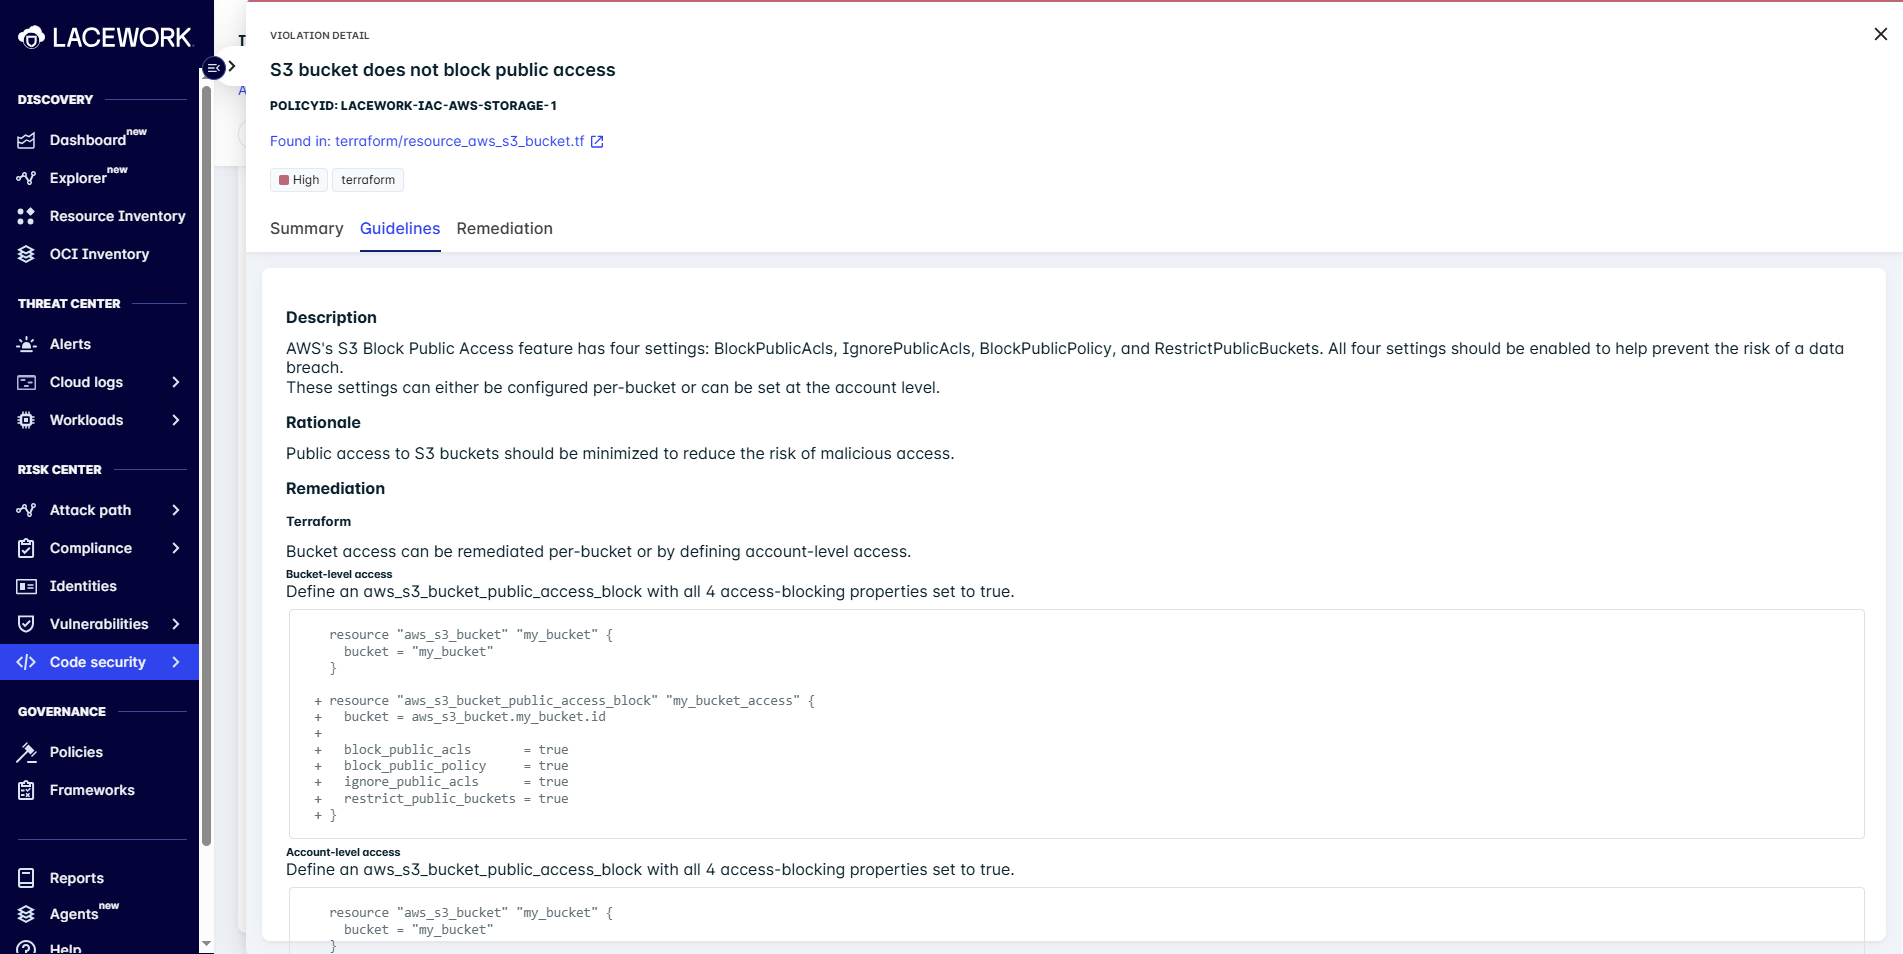 LACEWORK
DISCOVERY
Dashboard new
Explorer new
Resource Inventory
OCI Inventory
THREAT CENTER
Alerts
Cloud logs
Workloads
RISK CENTER
Attack path
Compliance
Identities
Vulnerabilities
Code security
GOVERNANCE
Policies
Frameworks
Reports
Agents new
Help
T
A
VIOLATION DETAIL
S3 bucket does not block public access
POLICYID: LACEWORK-IAC-AWS-STORAGE-1
Found in: terraform/resource_aws_s3_bucket.tf
High terraform
Summary Guidelines Remediation
Description
AWS's S3 Block Public Access feature has four settings: BlockPublicAcls, IgnorePublicAcls, BlockPublicPolicy, and RestrictPublicBuckets. All four settings should be enabled to help prevent the risk of a data
breach.
These settings can either be configured per-bucket or can be set at the account level.
Rationale
Public access to S3 buckets should be minimized to reduce the risk of malicious access.
Remediation
Terraform
Bucket access can be remediated per-bucket or by defining account-level access.
Bucket-level access
Define an aws_s3_bucket_public_access_block with all 4 access-blocking properties set to true.
  resource "aws_s3_bucket" "my_bucket" {
    bucket = "my_bucket"
  }
+ resource "aws_s3_bucket_public_access_block" "my_bucket_access" {
+   bucket = aws_s3_bucket.my_bucket.id
+
+   block_public_acls       = true
+   block_public_policy     = true
+   ignore_public_acls      = true
+   restrict_public_buckets = true
+ }
Account-level access
Define an aws_s3_bucket_public_access_block with all 4 access-blocking properties set to true.
  resource "aws_s3_bucket" "my_bucket" {
    bucket = "my_bucket"
  }